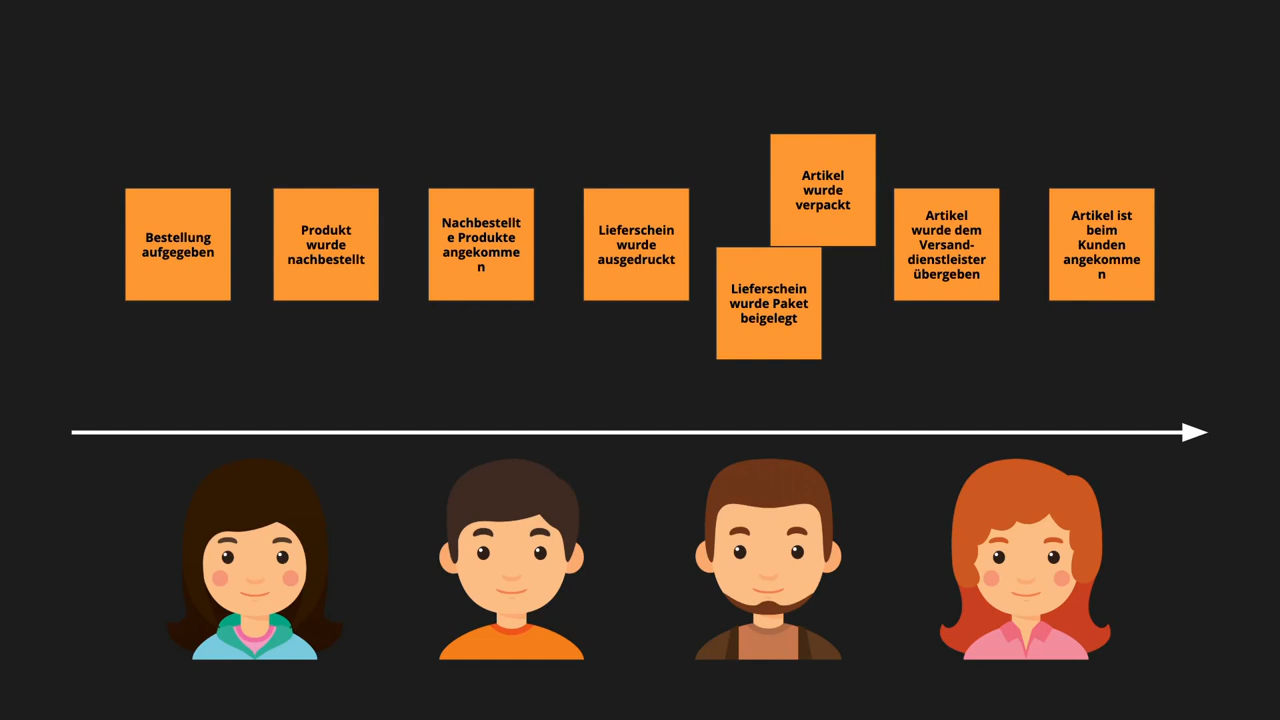 Bestellung
aufgegeben
Produkt
wurde
nachbestellt
Nachbestellt
e Produkte
angekomme
n
Lieferschein
wurde
ausgedruckt
Lieferschein
wurde Paket
beigelegt
Artikel
wurde
verpackt
Artikel
wurde dem
Versand-
dienstleister
übergeben
Artikel ist
beim
Kunden
angekomme
n